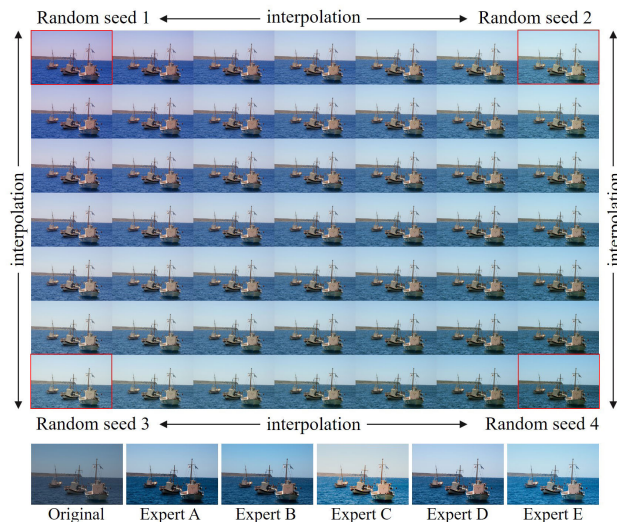 Random seed 1 interpolation Random seed 2
interpolation
interpolation
Random seed 3 interpolation Random seed 4
Original Expert A Expert B Expert C Expert D Expert E